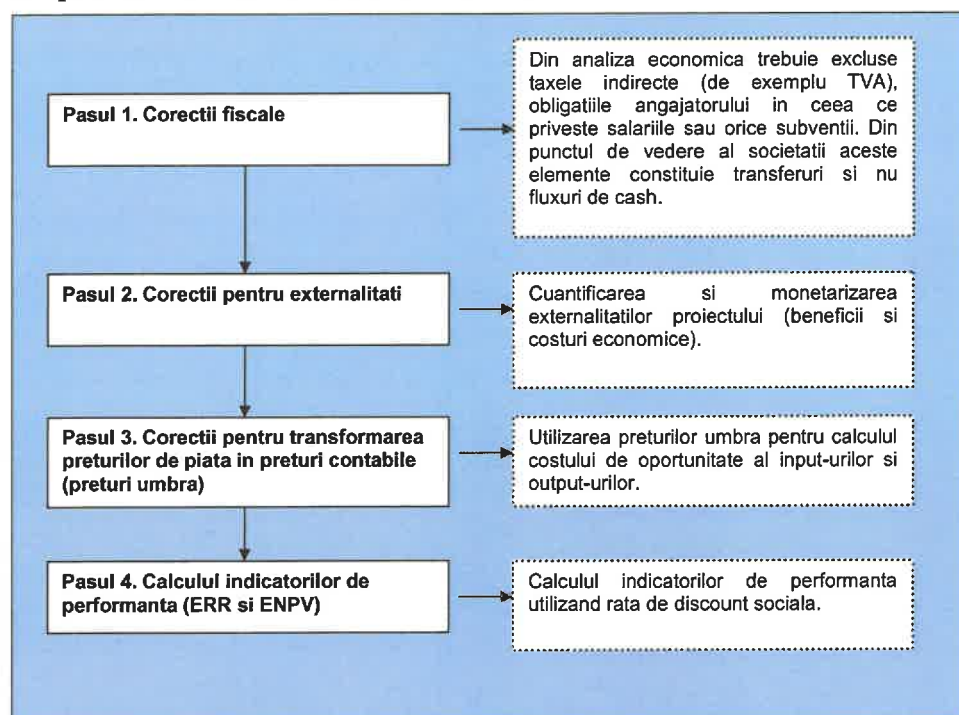 Pasul 1. Corectii fiscale
Din analiza economica trebuie excluse
taxele indirecte (de exemplu TVA),
obligatiile angajatorului in ceea ce
priveste salariile sau orice subventii. Din
punctul de vedere al societatii aceste
elemente constituie transferuri si nu
fluxuri de cash.
Pasul 2. Corectii pentru externalitati
Cuantificarea si monetarizarea
externalitatilor proiectului (beneficii si
costuri economice).
Pasul 3. Corectii pentru transformarea
preturilor de piata in preturi contabile
(preturi umbra)
Utilizarea preturilor umbra pentru calculul
costului de oportunitate al input-urilor si
output-urilor.
Pasul 4. Calculul indicatorilor de
performanta (ERR si ENPV)
Calculul indicatorilor de performanta
utilizand rata de discount sociala.